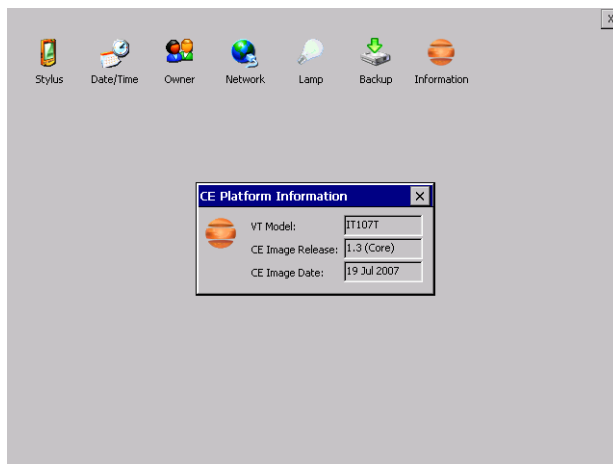 X
Stylus Date/Time Owner Network Lamp Backup Information
CE Platform Information X
VT Model: IT107T
CE Image Release: 1.3 (Core)
CE Image Date: 19 Jul 2007